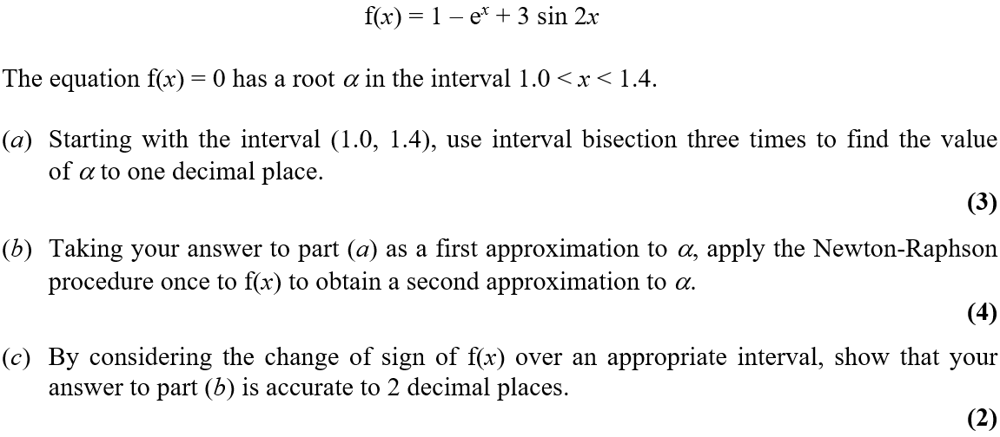 f(x) = 1 – eˣ + 3 sin 2x
The equation f(x) = 0 has a root α in the interval 1.0 < x < 1.4.
(a) Starting with the interval (1.0, 1.4), use interval bisection three times to find the value
of α to one decimal place.
(3)
(b) Taking your answer to part (a) as a first approximation to α, apply the Newton-Raphson
procedure once to f(x) to obtain a second approximation to α.
(4)
(c) By considering the change of sign of f(x) over an appropriate interval, show that your
answer to part (b) is accurate to 2 decimal places.
(2)